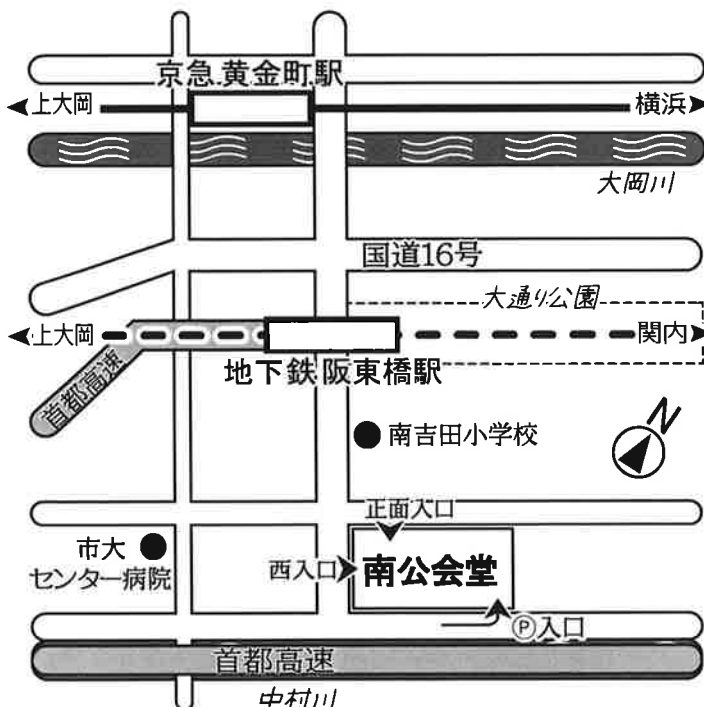 京急 黄金町駅
上大岡
横浜
大岡川
国道16号
大通り公園
上大岡
関内
地下鉄 阪東橋駅
首都高速
N
南吉田小学校
正面入口
市大
センター病院
西入口
南公会堂
Ⓟ入口
首都高速
中村川